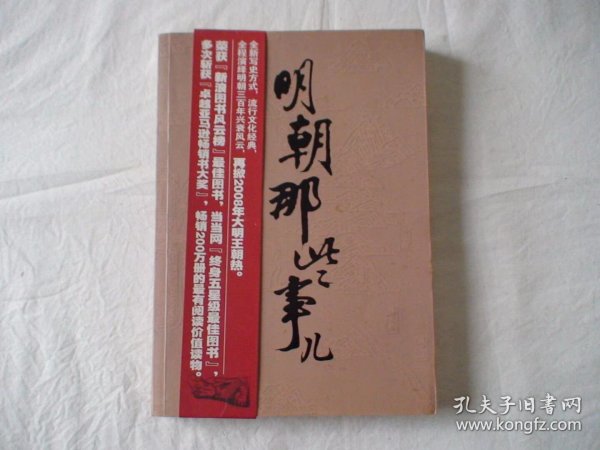 全新写史方式，流行文化经典，
全程演绎明朝三百年兴衰风云，再掀2008年大明王朝热。
荣获『新浪图书风云榜』最佳图书，当当网『终身五星级最佳图书』，
多次斩获『卓越亚马逊畅销书大奖』，畅销200万册的最有阅读价值读物。
明朝那些事儿
孔夫子旧书网
www.kongfz.com